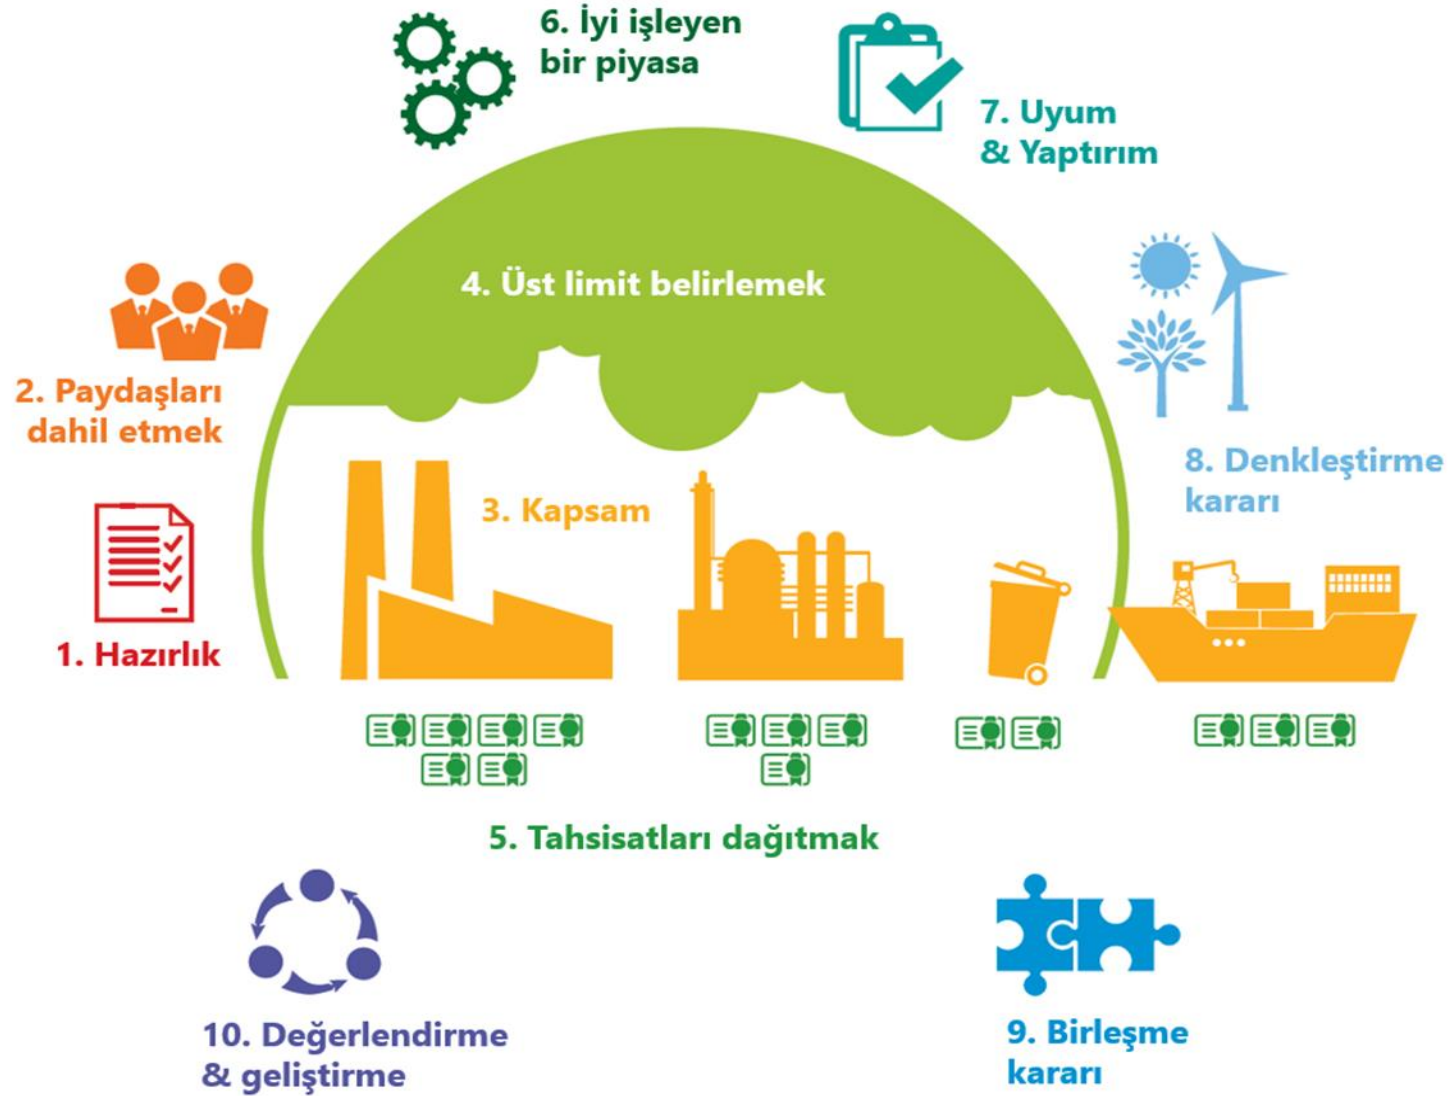 6. İyi işleyen
bir piyasa
7. Uyum
& Yaptırım
4. Üst limit belirlemek
2. Paydaşları
dahil etmek
8. Denkleştirme
kararı
3. Kapsam
1. Hazırlık
5. Tahsisatları dağıtmak
10. Değerlendirme
& geliştirme
9. Birleşme
kararı